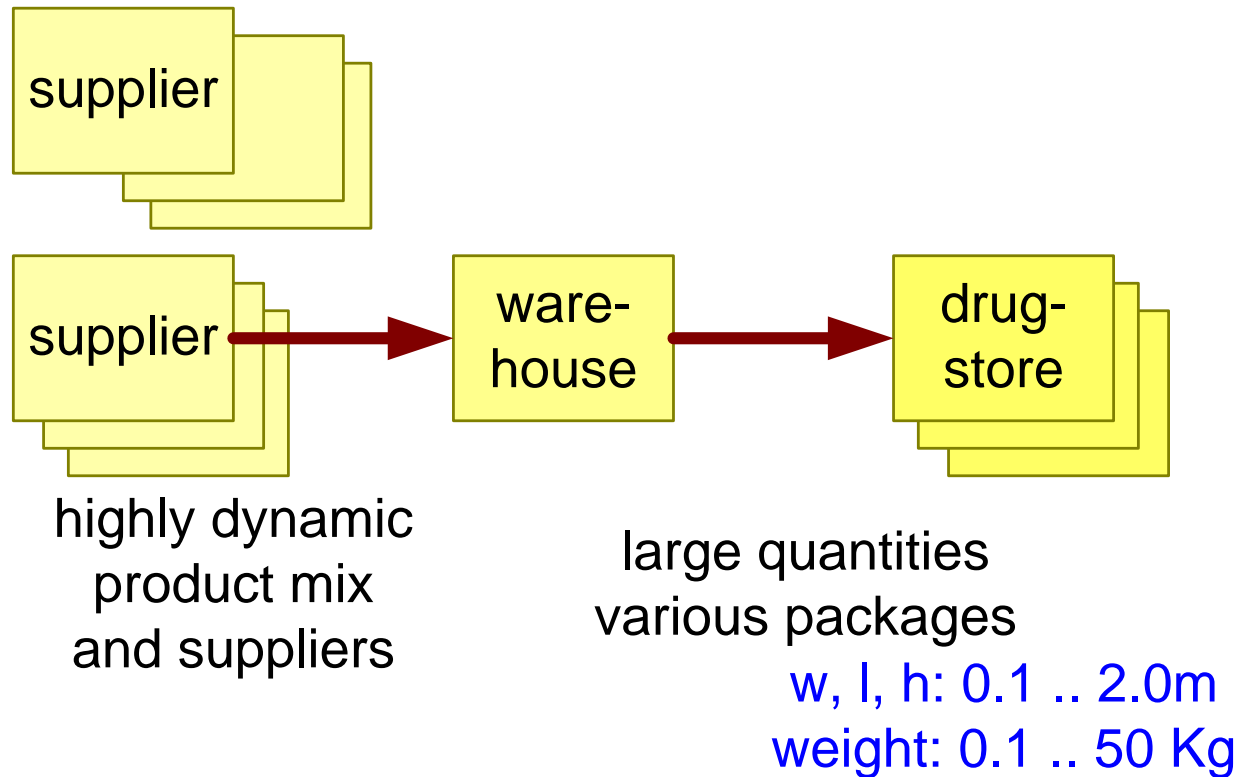 supplier
supplier
ware-
house
drug-
store
highly dynamic
product mix
and suppliers
large quantities
various packages
w, l, h: 0.1 .. 2.0m
weight: 0.1 .. 50 Kg